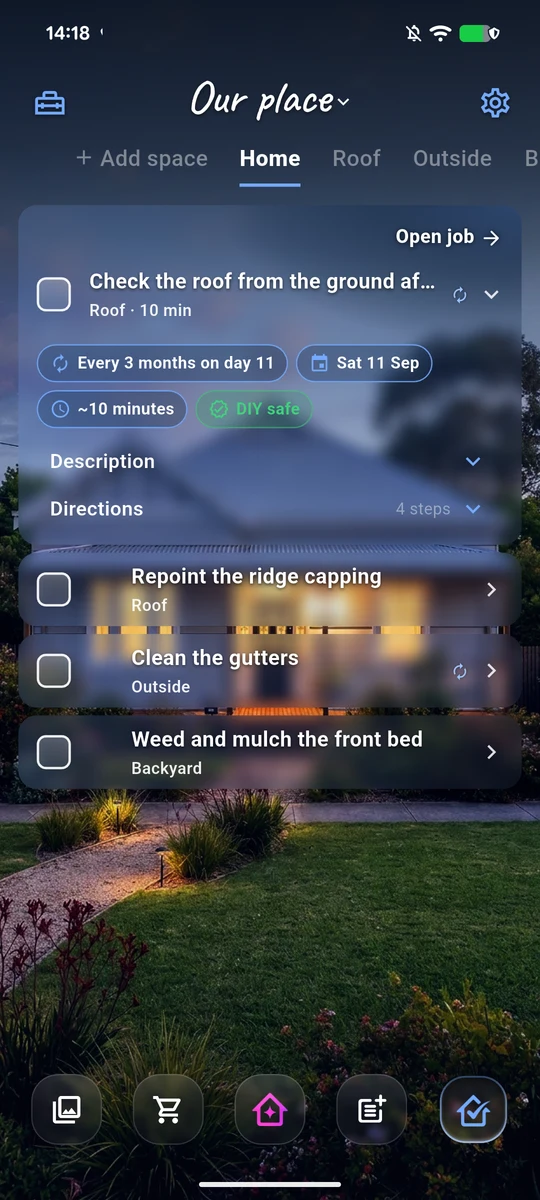 14:18
Our place
+ Add space Home Roof Outside B
Open job →
Check the roof from the ground af...
Roof · 10 min
Every 3 months on day 11
Sat 11 Sep
~10 minutes
DIY safe
Description
Directions 4 steps
Repoint the ridge capping
Roof
Clean the gutters
Outside
Weed and mulch the front bed
Backyard